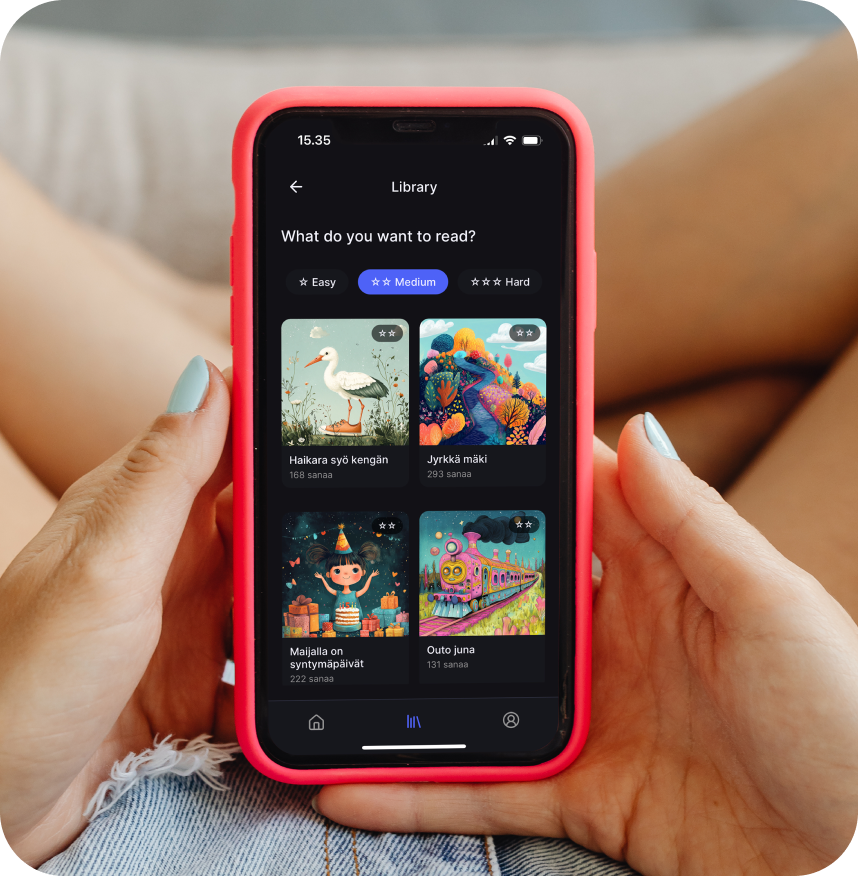 15.35
Library
What do you want to read?
☆ Easy
☆☆ Medium
☆☆☆ Hard
☆☆
☆☆
Haikara syö kengän
168 sanaa
Jyrkkä mäki
293 sanaa
☆☆
☆☆
Maijalla on
syntymäpäivät
222 sanaa
Outo juna
131 sanaa